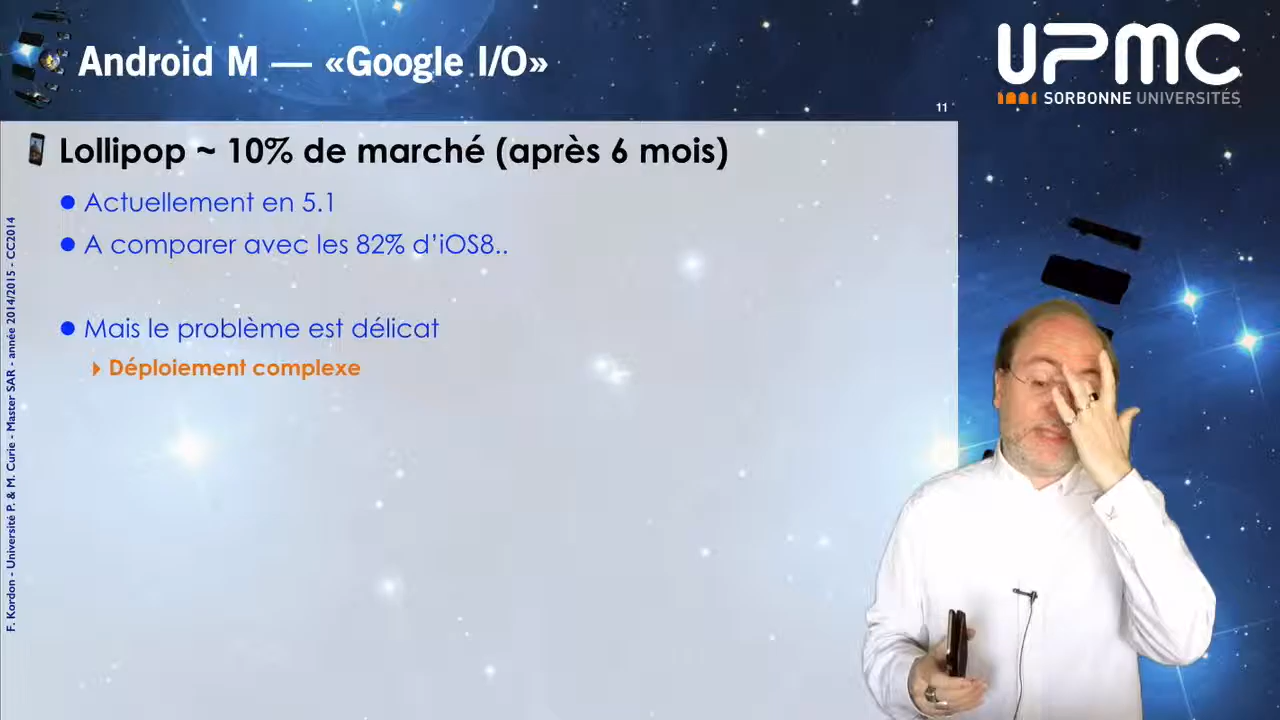 Android M — «Google I/O»
UPMC
SORBONNE UNIVERSITÉS
11
Lollipop ~ 10% de marché (après 6 mois)
Actuellement en 5.1
A comparer avec les 82% d’iOS8..
Mais le problème est délicat
Déploiement complexe
F. Kordon - Université P. & M. Curie - Master SAR - année 2014/2015 - CC2014